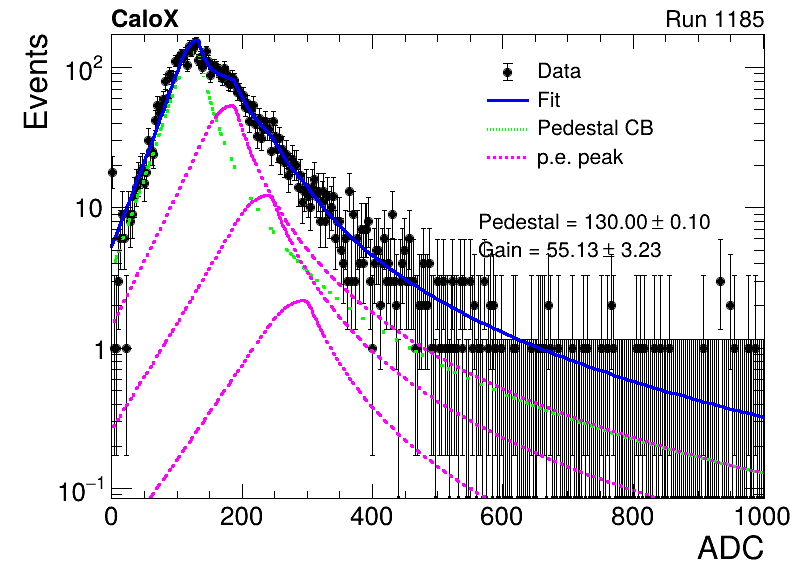 CaloX Run 1185
Events
Data
Fit
Pedestal CB
p.e. peak
Pedestal = 130.00 ± 0.10
Gain = 55.13 ± 3.23
10²
10
1
10⁻¹
0 200 400 600 800 1000
ADC